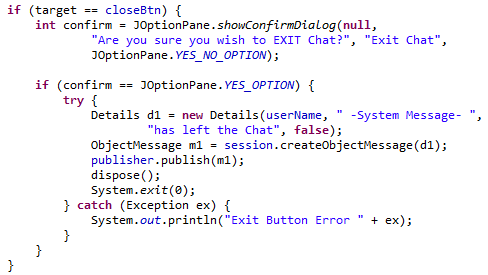 if (target == closeBtn) {
    int confirm = JOptionPane.showConfirmDialog(null,
            "Are you sure you wish to EXIT Chat?", "Exit Chat",
            JOptionPane.YES_NO_OPTION);

    if (confirm == JOptionPane.YES_OPTION) {
        try {
            Details d1 = new Details(userName, " -System Message- ",
                    "has left the Chat", false);
            ObjectMessage m1 = session.createObjectMessage(d1);
            publisher.publish(m1);
            dispose();
            System.exit(0);
        } catch (Exception ex) {
            System.out.println("Exit Button Error " + ex);
        }
    }
}